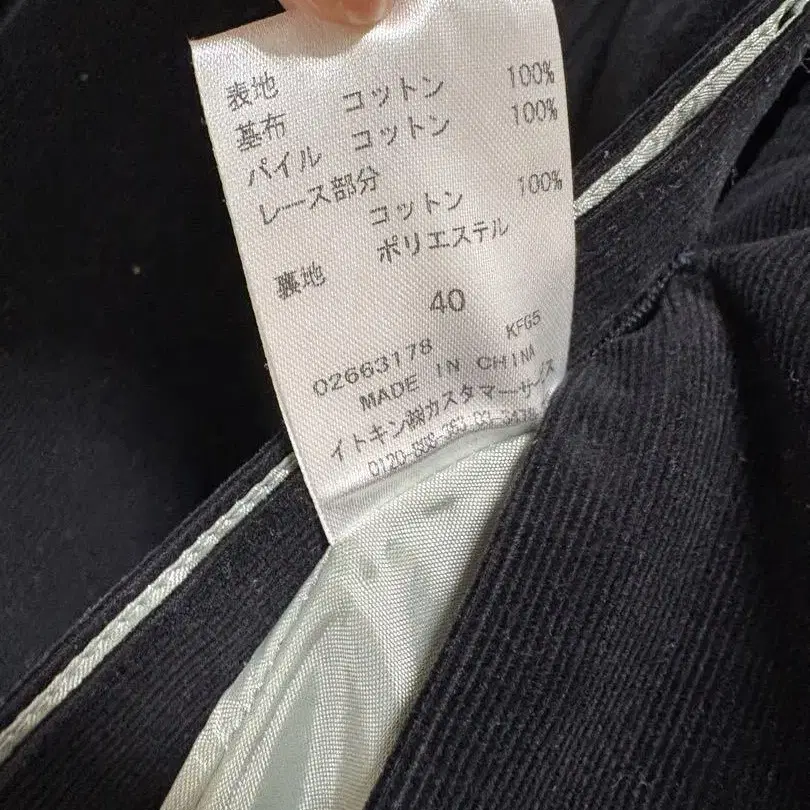 表地
基布 コットン 100%
パイル コットン 100%
レース部分
コットン 100%
裏地 ポリエステル
40
02663178 KFG5
MADE IN CHINA
イトキン㈱カスタマーサービス